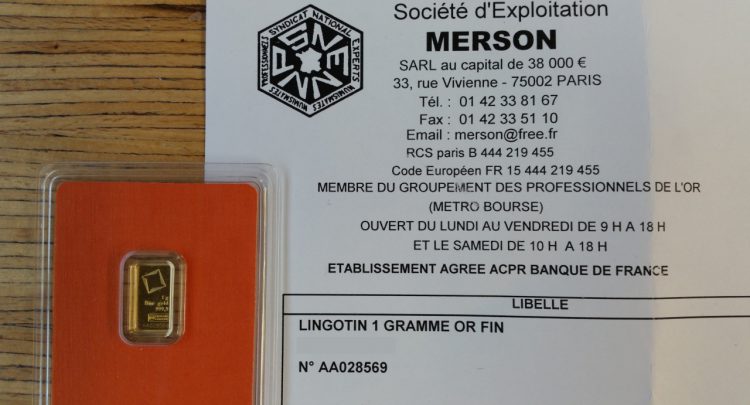 SYNDICAT NATIONAL
EXPERTS
NUMISMATES
NUMISMATES
PROFESSIONNELS
SNENNP
Société d'Exploitation
MERSON
SARL au capital de 38 000 €
33, rue Vivienne - 75002 PARIS
Tél. : 01 42 33 81 67
Fax : 01 42 33 51 10
Email : merson@free.fr
RCS paris B 444 219 455
Code Européen FR 15 444 219 455
MEMBRE DU GROUPEMENT DES PROFESSIONNELS DE L'OR
(METRO BOURSE)
OUVERT DU LUNDI AU VENDREDI DE 9 H A 18 H
ET LE SAMEDI DE 10 H A 18 H
ETABLISSEMENT AGREE ACPR BANQUE DE FRANCE
LIBELLE
LINGOTIN 1 GRAMME OR FIN
N° AA028569
1 g
fine gold
999,9